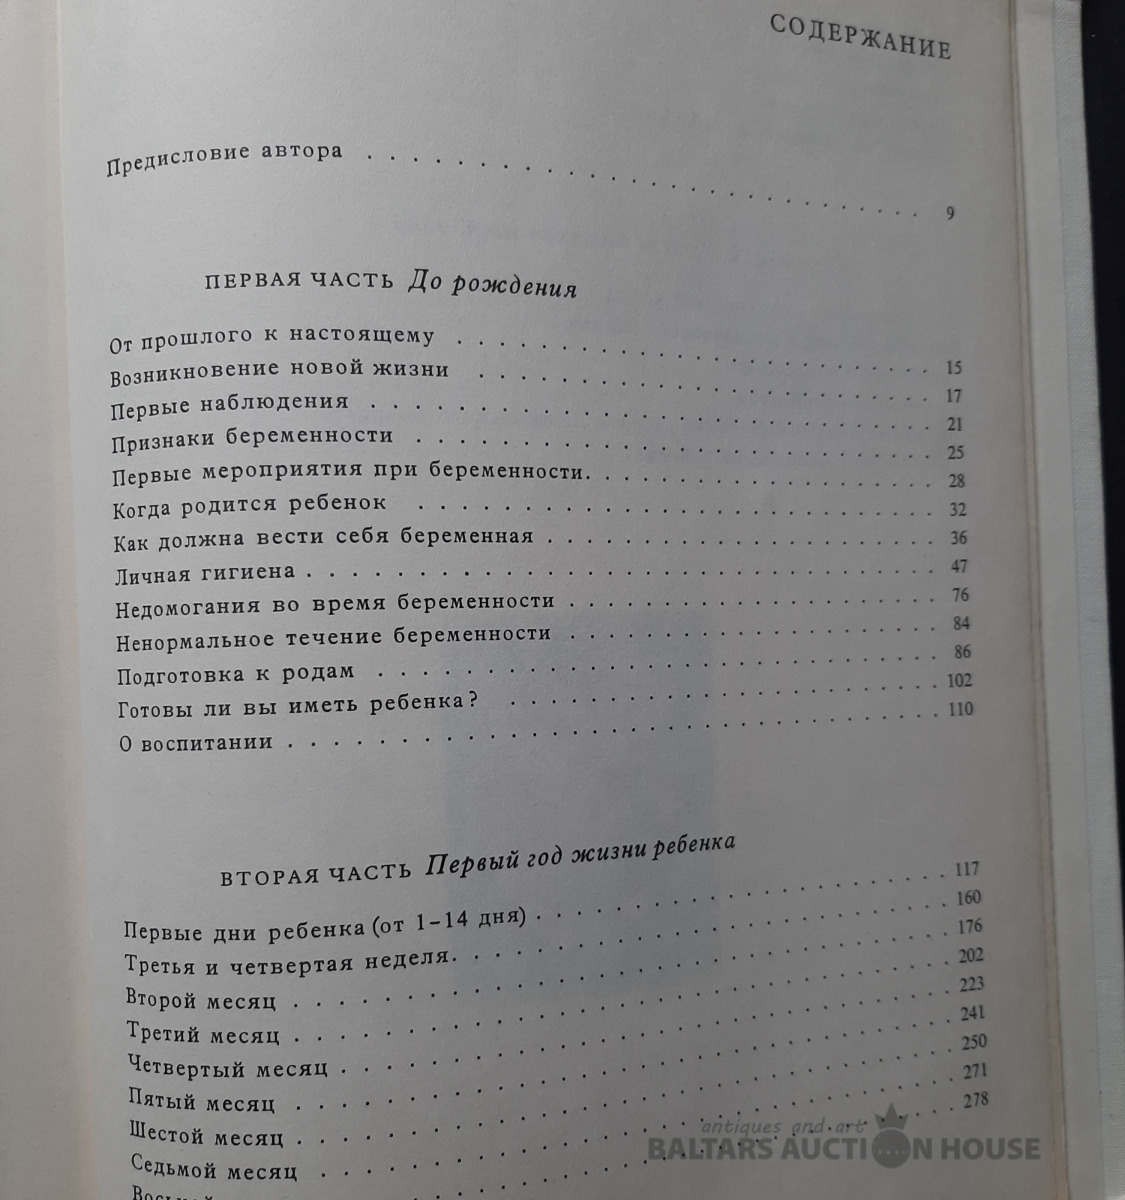 СОДЕРЖАНИЕ
Предисловие автора . . . . . . . . . . . . . . . . . . . . 9
ПЕРВАЯ ЧАСТЬ До рождения
От прошлого к настоящему . . . . . . . . . . . . . . . . . 15
Возникновение новой жизни . . . . . . . . . . . . . . . . 17
Первые наблюдения . . . . . . . . . . . . . . . . . . . . 21
Признаки беременности . . . . . . . . . . . . . . . . . . 25
Первые мероприятия при беременности. . . . . . . . . . . . 28
Когда родится ребенок . . . . . . . . . . . . . . . . . . 32
Как должна вести себя беременная . . . . . . . . . . . . . 36
Личная гигиена . . . . . . . . . . . . . . . . . . . . . . 47
Недомогания во время беременности . . . . . . . . . . . . 76
Ненормальное течение беременности . . . . . . . . . . . . 84
Подготовка к родам . . . . . . . . . . . . . . . . . . . . 86
Готовы ли вы иметь ребенка? . . . . . . . . . . . . . . . 102
О воспитании . . . . . . . . . . . . . . . . . . . . . . . 110
ВТОРАЯ ЧАСТЬ Первый год жизни ребенка
Первые дни ребенка (от 1–14 дня) . . . . . . . . . . . . . 117
Третья и четвертая неделя. . . . . . . . . . . . . . . . . 160
Второй месяц . . . . . . . . . . . . . . . . . . . . . . . 176
Третий месяц . . . . . . . . . . . . . . . . . . . . . . . 202
Четвертый месяц . . . . . . . . . . . . . . . . . . . . . 223
Пятый месяц . . . . . . . . . . . . . . . . . . . . . . . 241
Шестой месяц . . . . . . . . . . . . . . . . . . . . . . . 250
Седьмой месяц . . . . . . . . . . . . . . . . . . . . . . 271
278
antiques and art
BALTARS AUCTION HOUSE